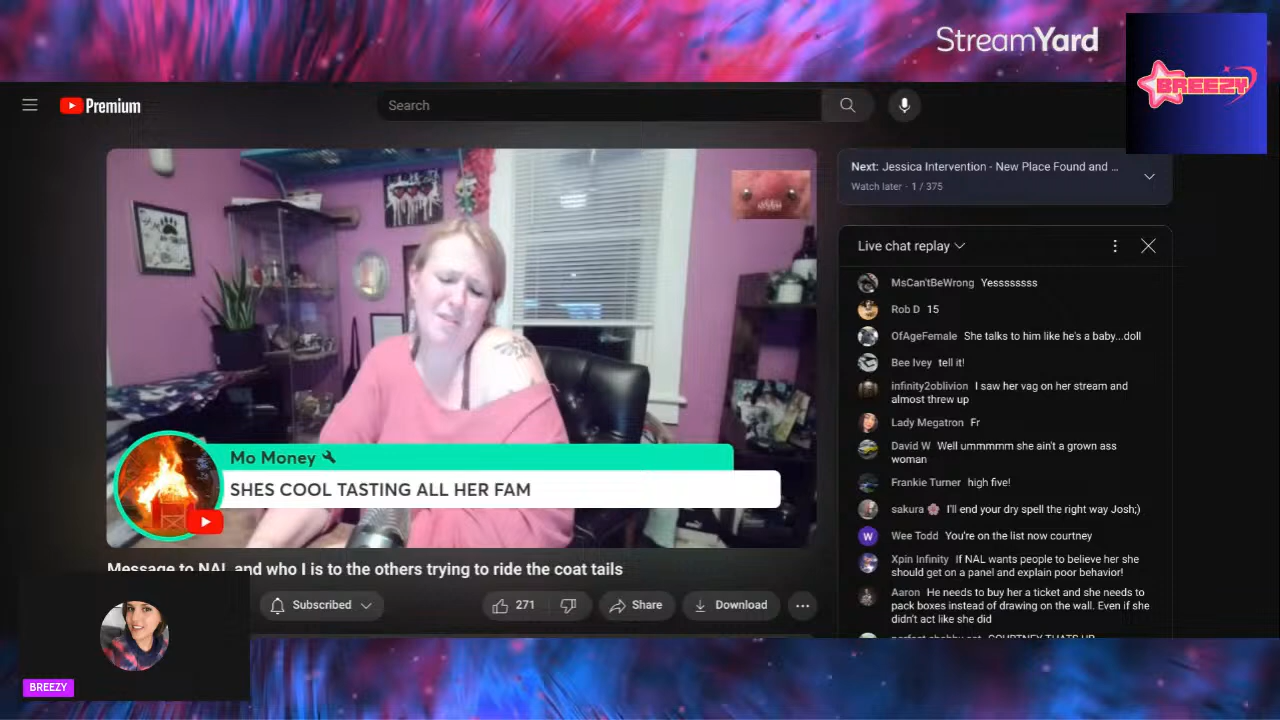 StreamYard
BREEZY
Premium
Search
Next: Jessica Intervention - New Place Found and ...
Watch later · 1 / 375
Live chat replay
MsCan'tBeWrong Yesssssssss
Rob D 15
OfAgeFemale She talks to him like he's a baby...doll
Bee Ivey tell it!
infinity2oblivion I saw her vag on her stream and
almost threw up
Lady Megatron Fr
David W Well ummmmm she ain't a grown ass
woman
Frankie Turner high five!
sakura🌸 I'll end your dry spell the right way Josh;)
W
Wee Todd You're on the list now courtney
Xpin Infinity If NAL wants people to believe her she
should get on a panel and explain poor behavior!
Aaron He needs to buy her a ticket and she needs to
pack boxes instead of drawing on the wall. Even if she
didn't act like she did
Mo Money
SHES COOL TASTING ALL HER FAM
Message to NAL and who I is to the others trying to ride the coat tails
Subscribed
271
Share
Download
BREEZY